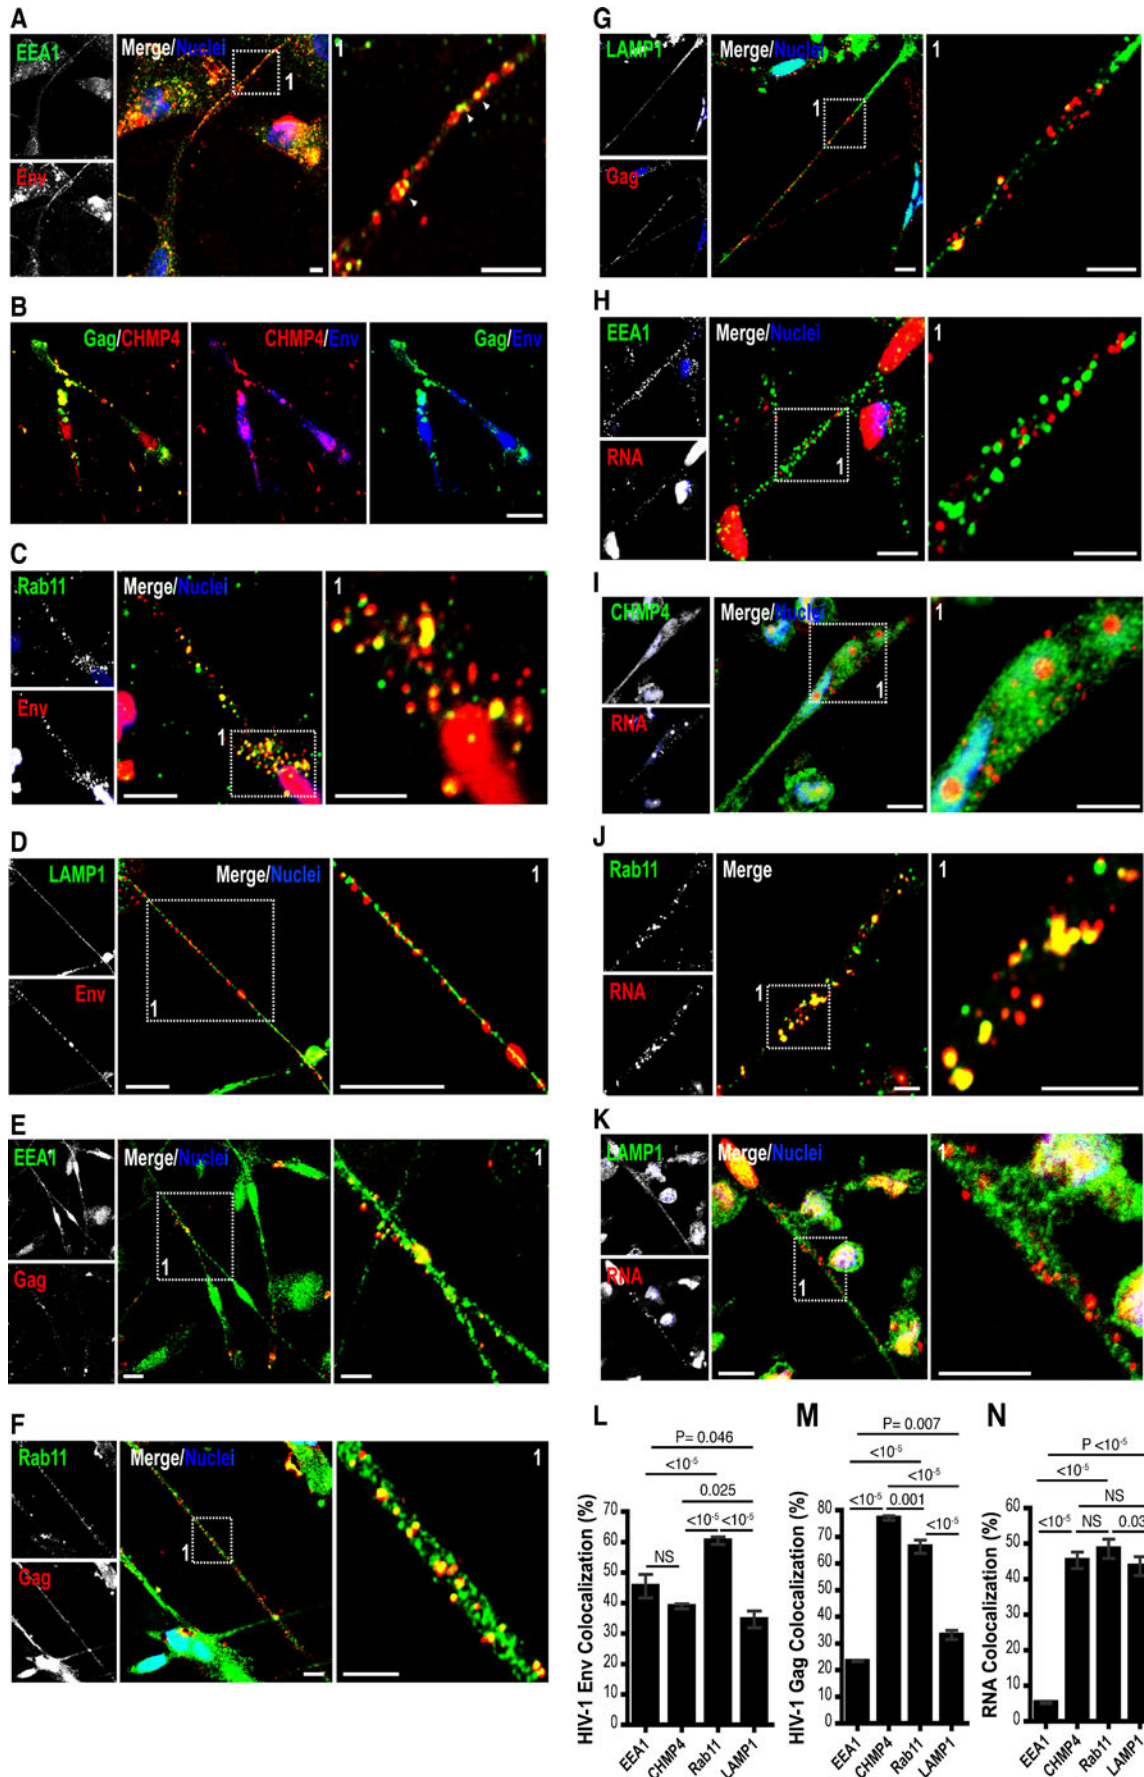 A
EEA1
Merge/Nuclei
1
1
Env
B
Gag/CHMP4
CHMP4/Env
Gag/Env
C
Rab11
Merge/Nuclei
1
Env
1
D
LAMP1
Merge/Nuclei
1
Env
1
E
EEA1
Merge/Nuclei
1
Gag
1
F
Rab11
Merge/Nuclei
1
Gag
1
G
LAMP1
Merge/Nuclei
1
Gag
1
H
EEA1
Merge/Nuclei
1
RNA
1
I
CHMP4
Merge/Nuclei
1
RNA
1
J
Rab11
Merge
1
RNA
1
K
LAMP1
Merge/Nuclei
1
RNA
1
L
P= 0.046
<10-5
0.025
<10-5 <10-5
NS
HIV-1 Env Colocalization (%)
70
60
50
40
30
20
10
0
EEA1 CHMP4 Rab11 LAMP1
M
P= 0.007
<10-5
<10-5
<10-5 0.001
<10-5
HIV-1 Gag Colocalization (%)
80
70
60
50
40
30
20
10
0
EEA1 CHMP4 Rab11 LAMP1
N
P <10-5
<10-5
NS
<10-5 NS 0.03
RNA Colocalization (%)
60
50
40
30
20
10
0
EEA1 CHMP4 Rab11 LAMP1